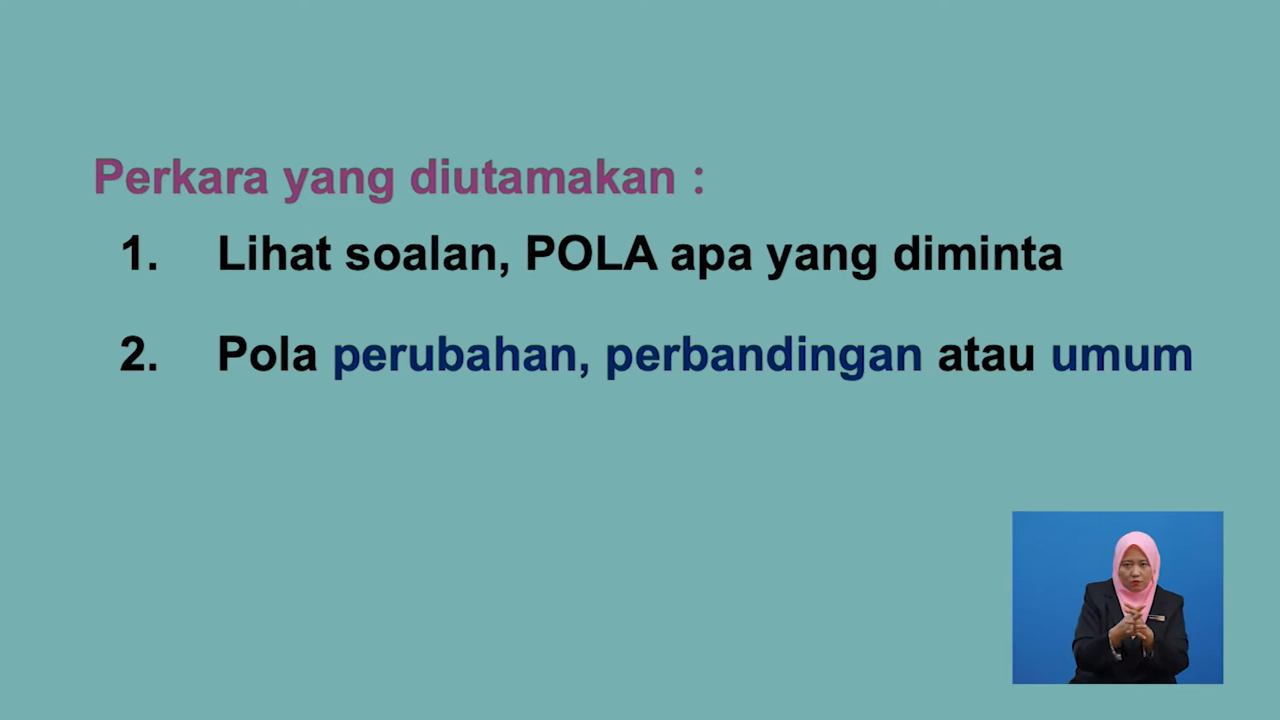 Perkara yang diutamakan :
1. Lihat soalan, POLA apa yang diminta
2. Pola perubahan, perbandingan atau umum